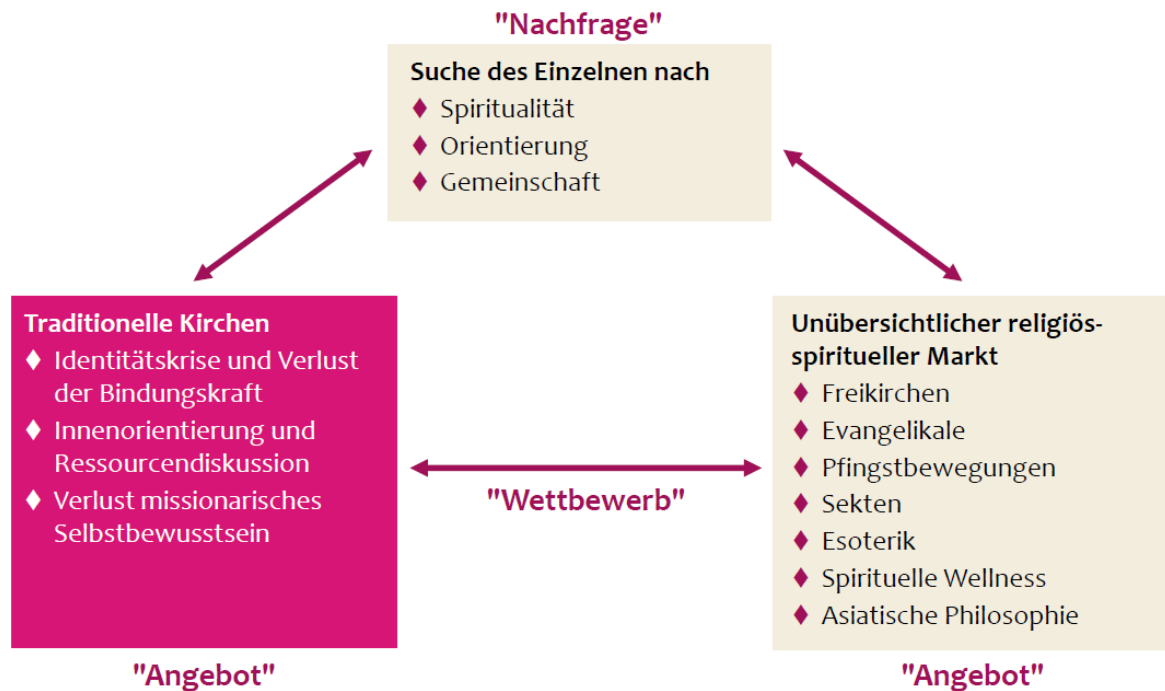 "Nachfrage"
Suche des Einzelnen nach
♦ Spiritualität
♦ Orientierung
♦ Gemeinschaft
Traditionelle Kirchen
♦ Identitätskrise und Verlust
der Bindungskraft
♦ Innenorientierung und
Ressourcendiskussion
♦ Verlust missionarisches
Selbstbewusstsein
"Angebot"
"Wettbewerb"
Unübersichtlicher religiös-
spiritueller Markt
♦ Freikirchen
♦ Evangelikale
♦ Pfingstbewegungen
♦ Sekten
♦ Esoterik
♦ Spirituelle Wellness
♦ Asiatische Philosophie
"Angebot"